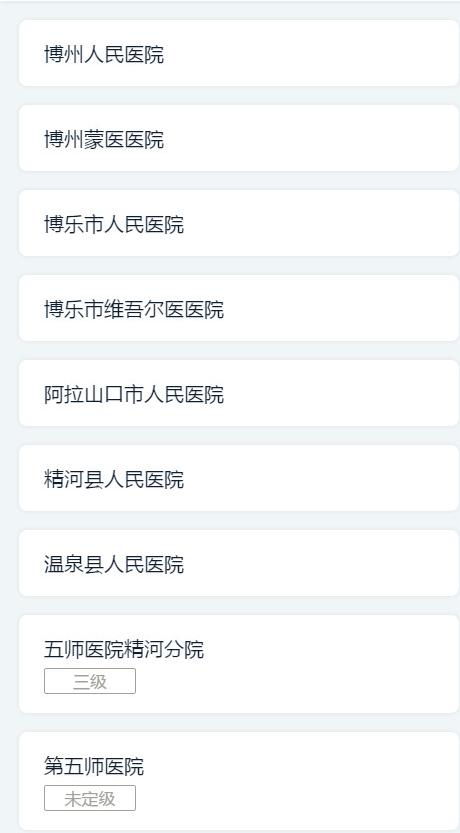 博州人民医院
博州蒙医医院
博乐市人民医院
博乐市维吾尔医医院
阿拉山口市人民医院
精河县人民医院
温泉县人民医院
五师医院精河分院
三级
第五师医院
未定级